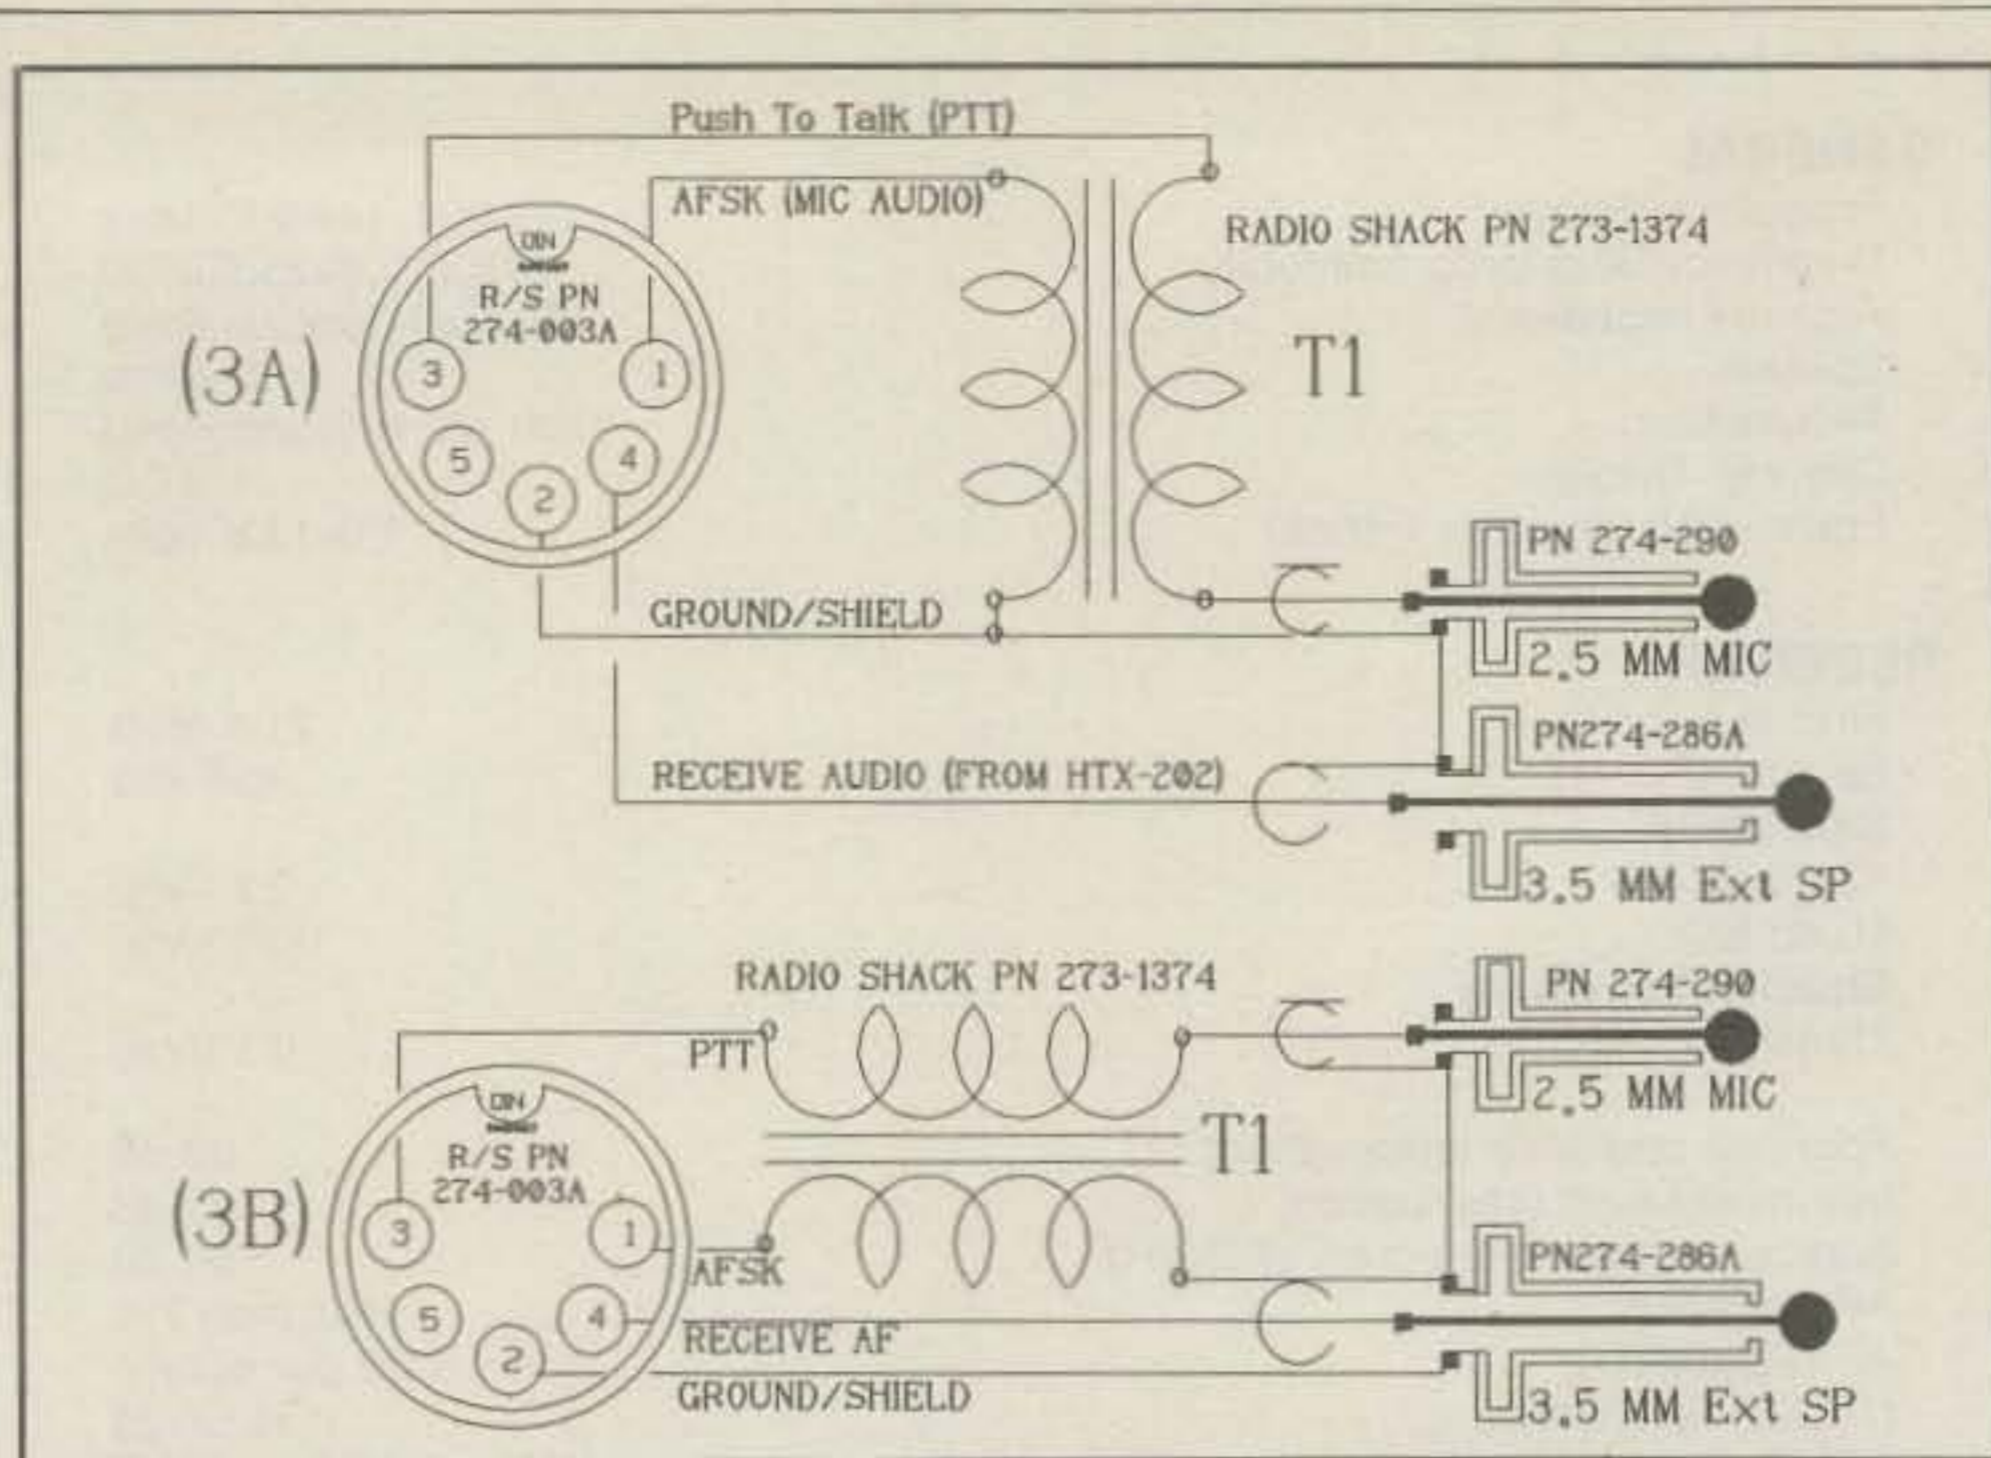 Push To Talk (PTT)
AFSK (MIC AUDIO)
RADIO SHACK PN 273-1374
DIN
R/S PN
274-003A
(3A)
T1
3
1
5
4
2
PN 274-290
GROUND/SHIELD
2.5 MM MIC
PN274-286A
RECEIVE AUDIO (FROM HTX-202)
3.5 MM Ext SP
RADIO SHACK PN 273-1374
PN 274-290
PTT
2.5 MM MIC
DIN
R/S PN
274-003A
T1
(3B)
3
1
AFSK
PN274-286A
5
4
RECEIVE AF
2
GROUND/SHIELD
3.5 MM Ext SP